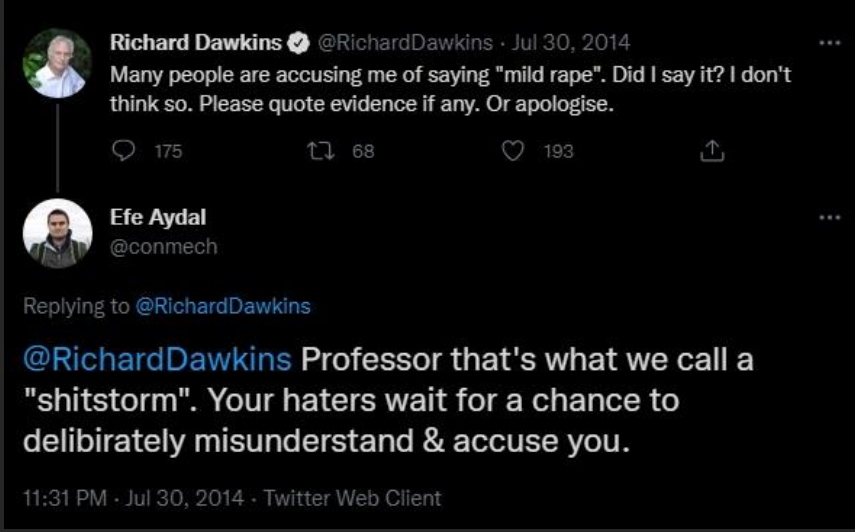 Richard Dawkins @RichardDawkins · Jul 30, 2014
Many people are accusing me of saying "mild rape". Did I say it? I don't
think so. Please quote evidence if any. Or apologise.
175 68 193
Efe Aydal
@conmech
Replying to @RichardDawkins
@RichardDawkins Professor that's what we call a
"shitstorm". Your haters wait for a chance to
delibirately misunderstand & accuse you.
11:31 PM · Jul 30, 2014 · Twitter Web Client